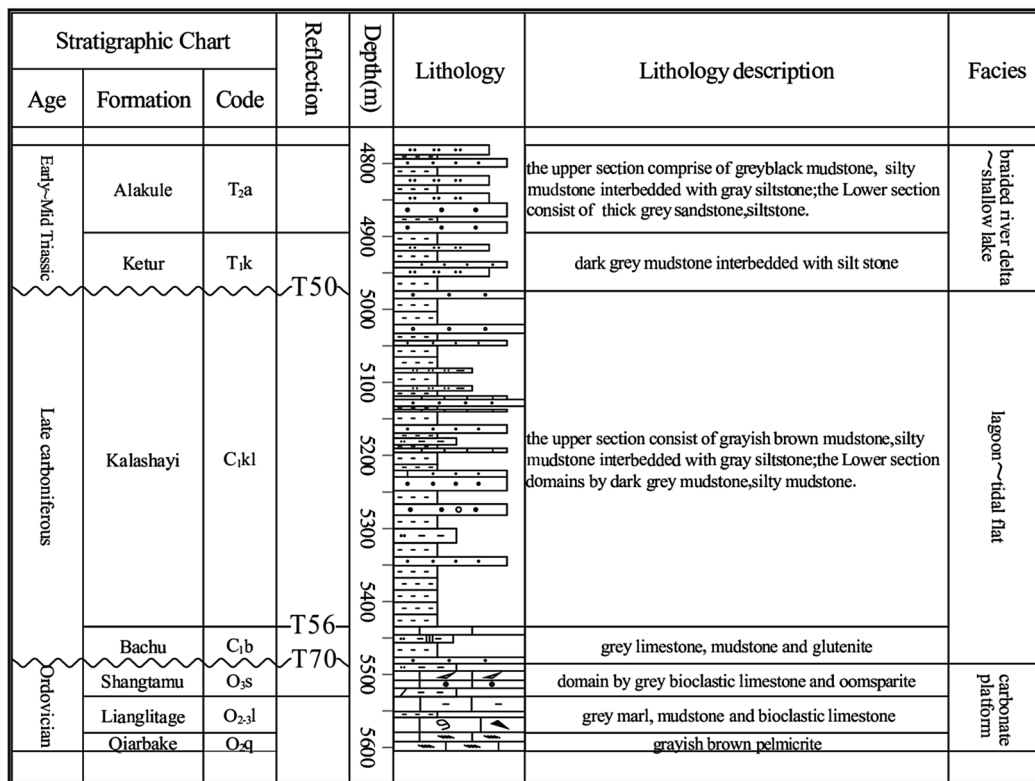 Stratigraphic Chart
Reflection
Depth(m)
Lithology
Lithology description
Facies
Age
Formation
Code
Early-Mid Triassic
Alakule
T₂a
4800
the upper section comprise of greyblack mudstone, silty
mudstone interbedded with gray siltstone;the Lower section
consist of thick grey sandstone,siltstone.
braided river delta
~shallow lake
4900
Ketur
T₁k
dark grey mudstone interbedded with silt stone
T50
5000
Late carboniferous
Kalashayi
C₁kl
5100
5200
5300
5400
the upper section consist of grayish brown mudstone,silty
mudstone interbedded with gray siltstone;the Lower section
domains by dark grey mudstone,silty mudstone.
lagoon~tidal flat
T56
Bachu
C₁b
grey limestone, mudstone and glutenite
T70
Ordovician
Shangtamu
O₃s
5500
domain by grey bioclastic limestone and oomsparite
carbonate
platform
Lianglitage
O₂₋₃l
grey marl, mudstone and bioclastic limestone
Qiarbake
O₂q
5600
grayish brown pelmicrite